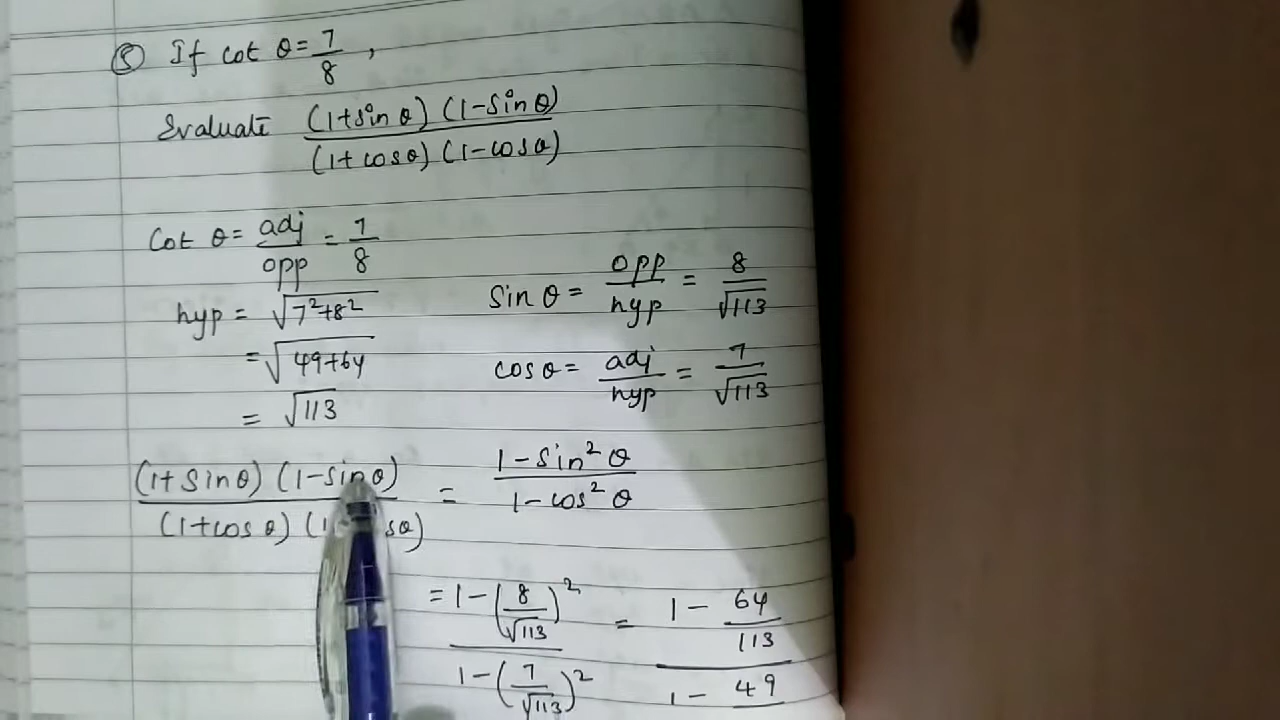 ⑤ If cot θ = 7/8 ,
Evaluate (1+sin θ) (1-sin θ) / (1+cos θ) (1-cos θ)
Cot θ = adj/opp = 7/8
hyp = √7²+8²
= √49+64
= √113
Sin θ = opp/hyp = 8/√113
cos θ = adj/hyp = 7/√113
(1+Sin θ) (1-sin θ) / (1+cos θ) (1 sθ) = 1-Sin² θ / 1-cos² θ
= 1-(8/√113)² / 1-(7/√113)² = 1- 64/113 / 1- 49